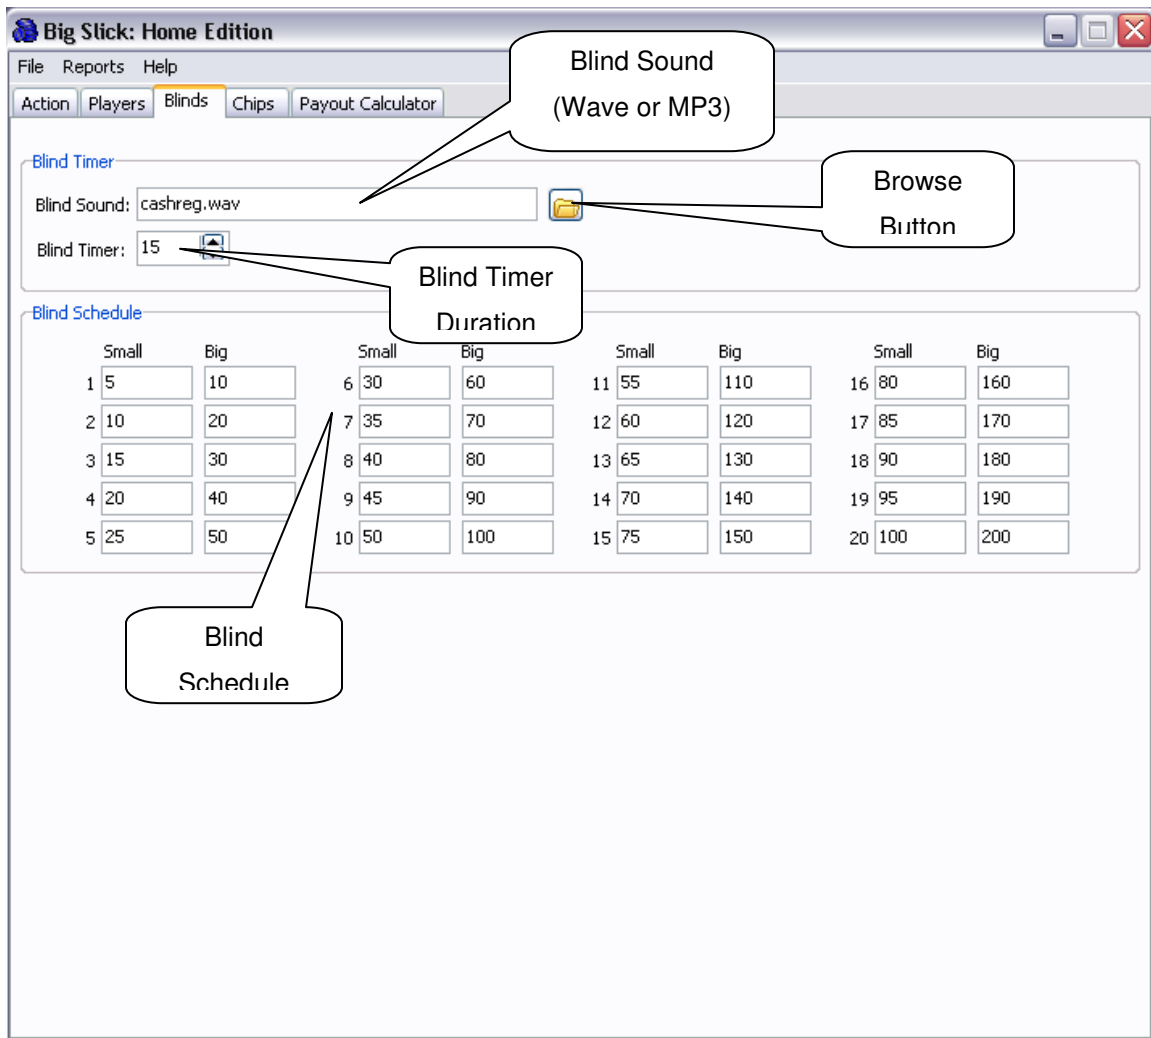 Big Slick: Home Edition
File Reports Help
Action Players Blinds Chips Payout Calculator
Blind Sound
(Wave or MP3)
Blind Timer
Blind Sound: cashreg.wav
Browse
Button
Blind Timer: 15
Blind Timer
Duration
Blind Schedule
Small Big Small Big Small Big Small Big
1 5 10 6 30 60 11 55 110 16 80 160
2 10 20 7 35 70 12 60 120 17 85 170
3 15 30 8 40 80 13 65 130 18 90 180
4 20 40 9 45 90 14 70 140 19 95 190
5 25 50 10 50 100 15 75 150 20 100 200
Blind
Schedule